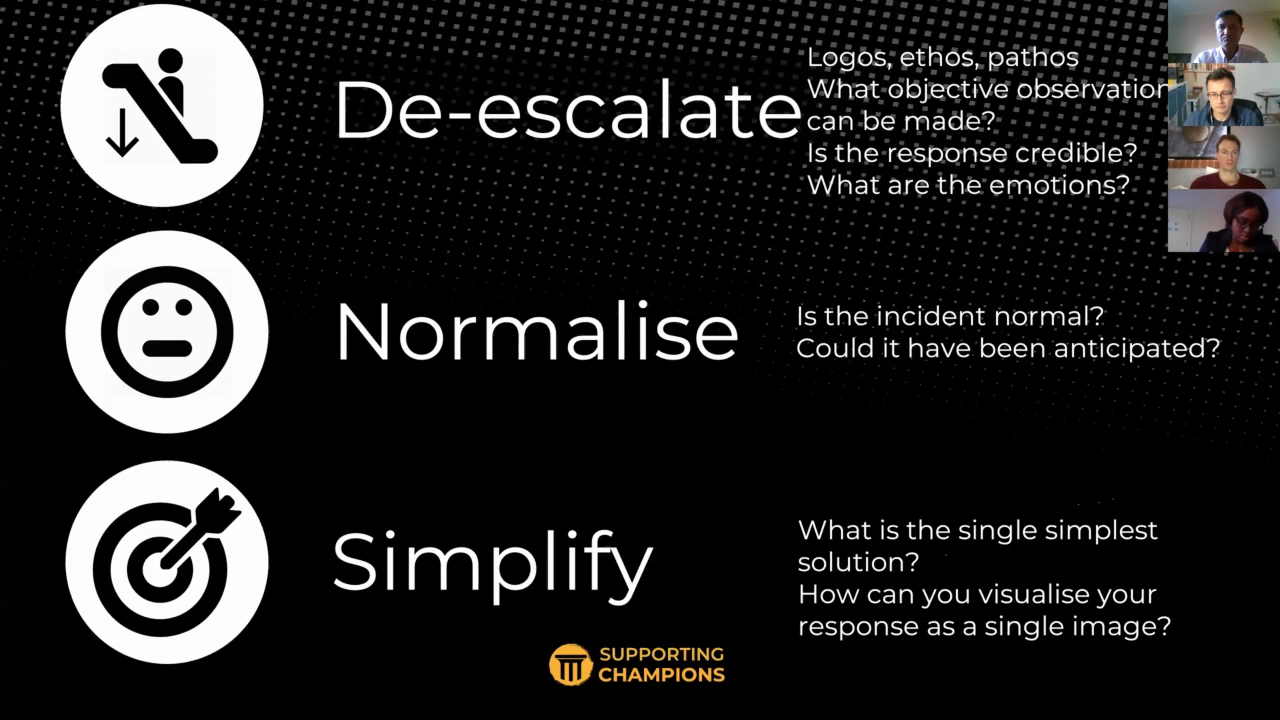 De-escalate
Logos, ethos, pathos
What objective observation
can be made?
Is the response credible?
What are the emotions?
Normalise
Is the incident normal?
Could it have been anticipated?
Simplify
What is the single simplest
solution?
How can you visualise your
response as a single image?
SUPPORTING
CHAMPIONS